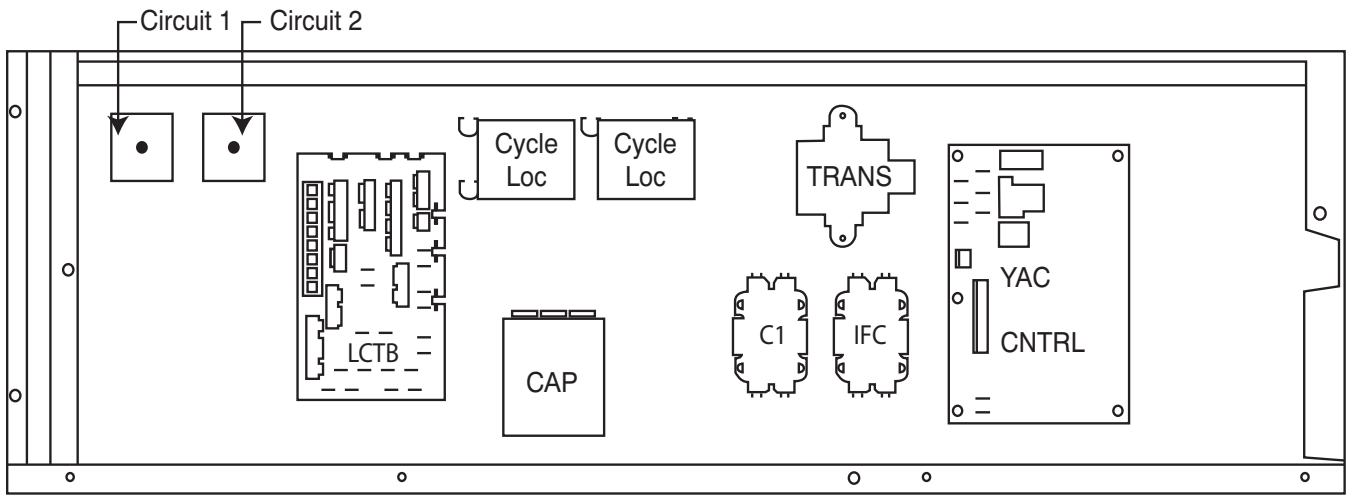 Circuit 1
Circuit 2
Cycle
Loc
Cycle
Loc
TRANS
LCTB
CAP
C1
IFC
YAC
CNTRL